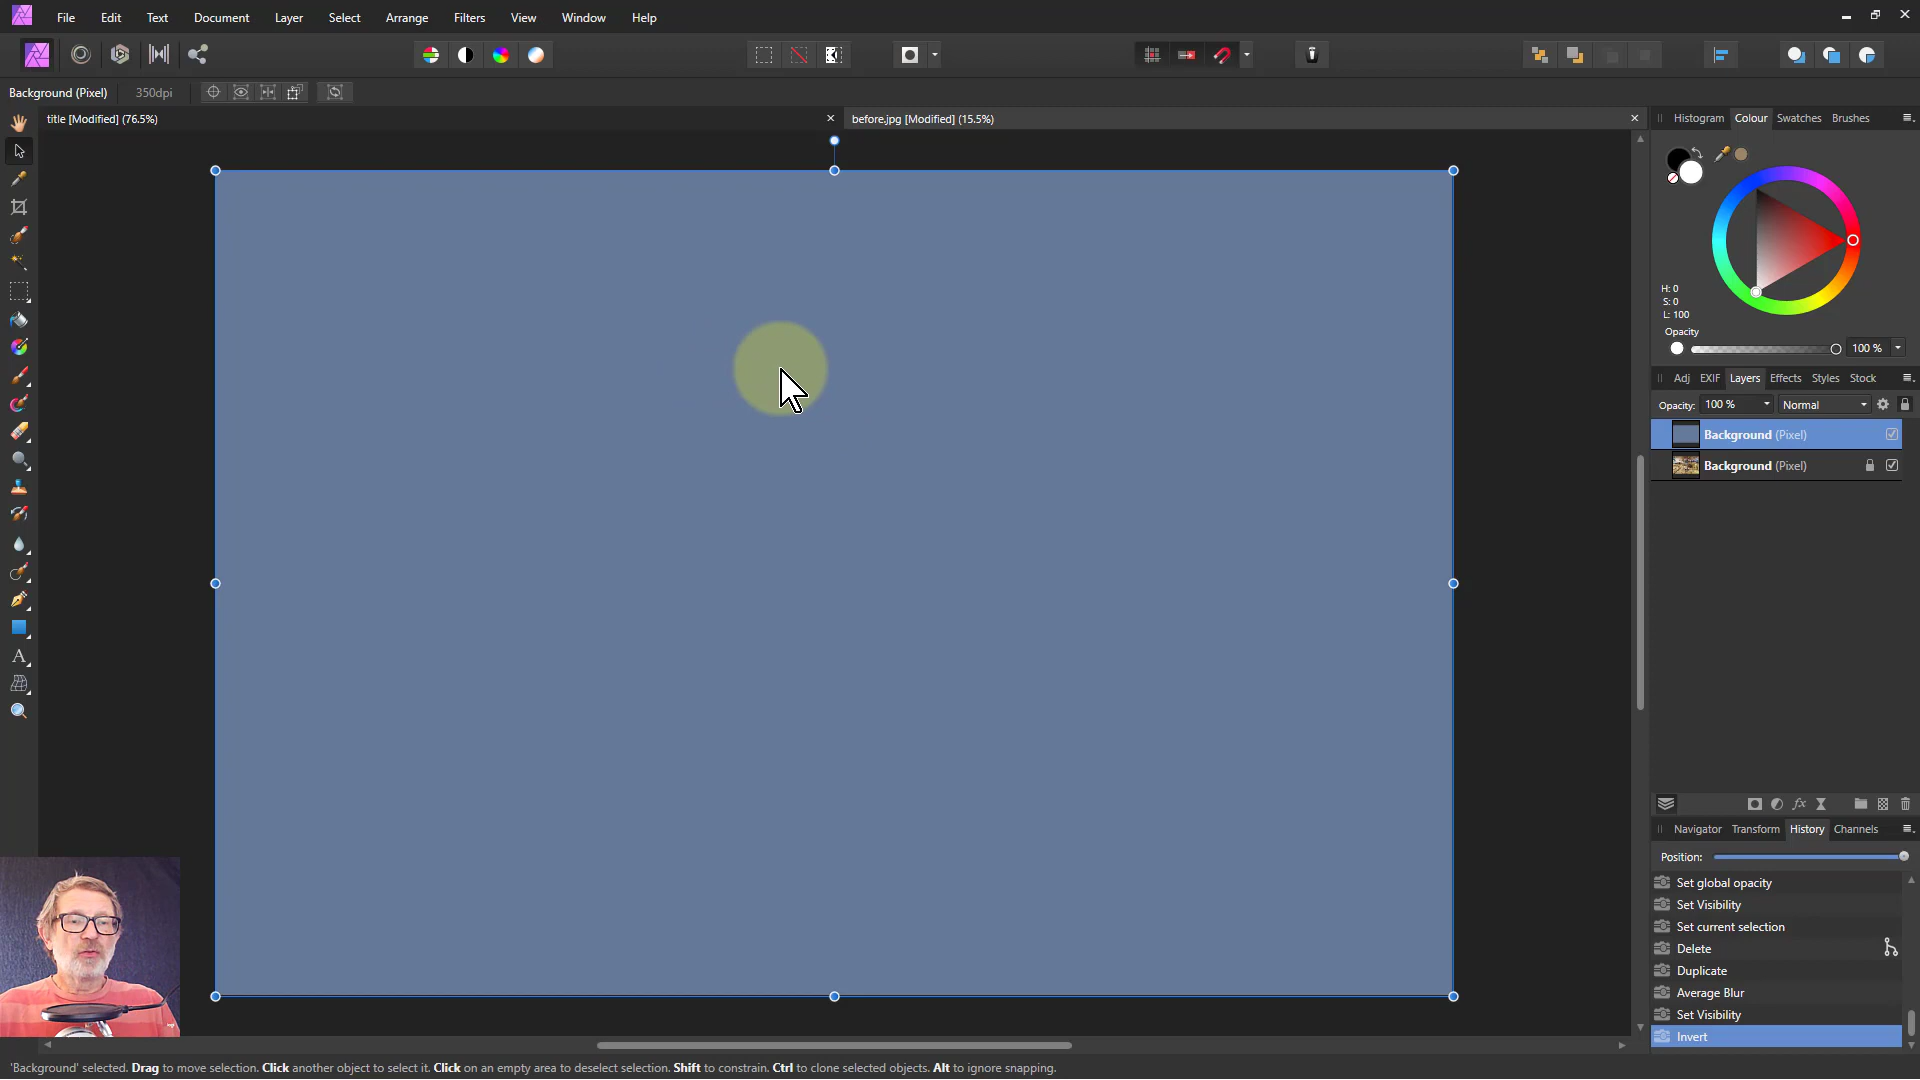 File Edit Text Document Layer Select Arrange Filters View Window Help
Background (Pixel) 350dpi
title [Modified] (76.5%)
before.jpg [Modified] (15.5%)
Histogram Colour Swatches Brushes
H: 0
S: 0
L: 100
Opacity
100 %
Adj EXIF Layers Effects Styles Stock
Opacity: 100 % Normal
Background (Pixel)
Background (Pixel)
fx
Navigator Transform History Channels
Position:
Set global opacity
Set Visibility
Set current selection
Delete
Duplicate
Average Blur
Set Visibility
Invert
A
'Background' selected. Drag to move selection. Click another object to select it. Click on an empty area to deselect selection. Shift to constrain. Ctrl to clone selected objects. Alt to ignore snapping.